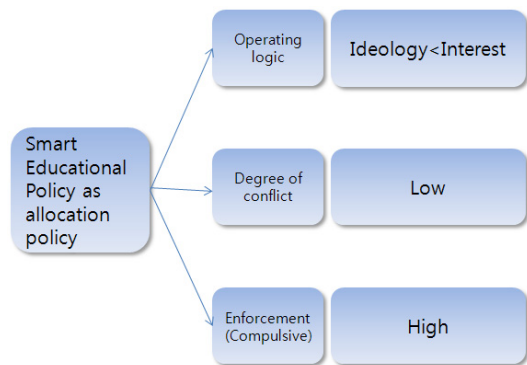 Smart
Educational
Policy as
allocation
policy
Operating
logic
Ideology<Interest
Degree of
conflict
Low
Enforcement
(Compulsive)
High